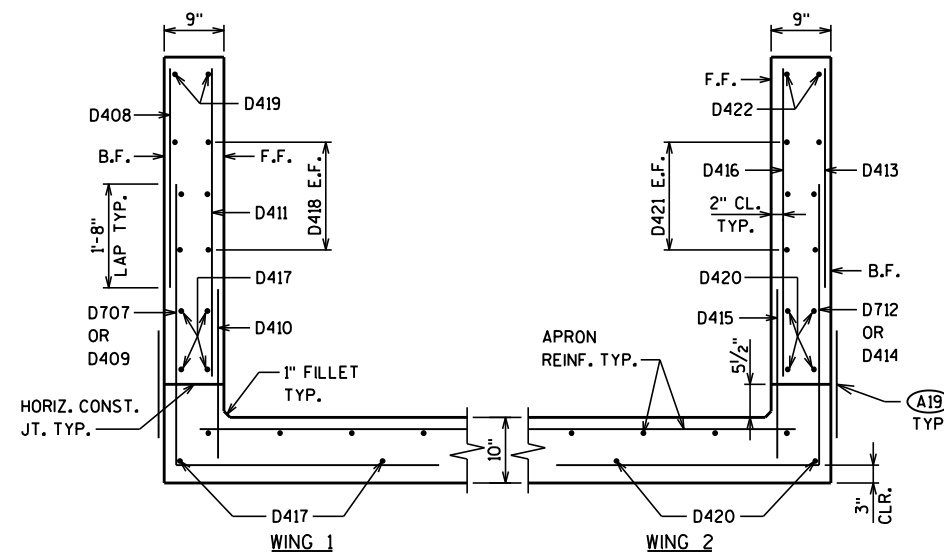 9"
9"
D419
F.F.
D422
D408
B.F.
F.F.
D418 E.F.
D421 E.F.
D416
D413
2" CL.
TYP.
1'-8"
LAP TYP.
D411
D417
D420
B.F.
D707
OR
D409
D410
D415
D712
OR
D414
APRON
REINF. TYP.
5½"
1" FILLET
TYP.
HORIZ. CONST.
JT. TYP.
A19
TYP
10"
3"
CLR.
D417
D420
WING 1
WING 2